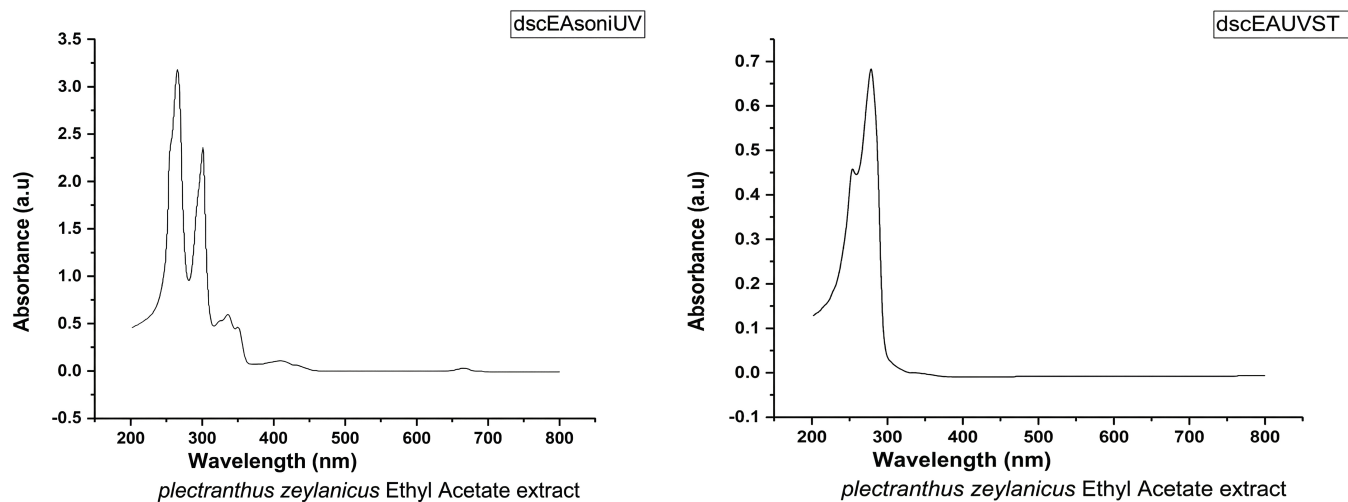 dscEAsoniUV
3.5
3.0
2.5
2.0
1.5
1.0
0.5
0.0
-0.5
Absorbance (a.u)
200 300 400 500 600 700 800
Wavelength (nm)
plectranthus zeylanicus Ethyl Acetate extract
dscEAUVST
0.7
0.6
0.5
0.4
0.3
0.2
0.1
0.0
-0.1
Absorbance (a.u)
200 300 400 500 600 700 800
Wavelength (nm)
plectranthus zeylanicus Ethyl Acetate extract